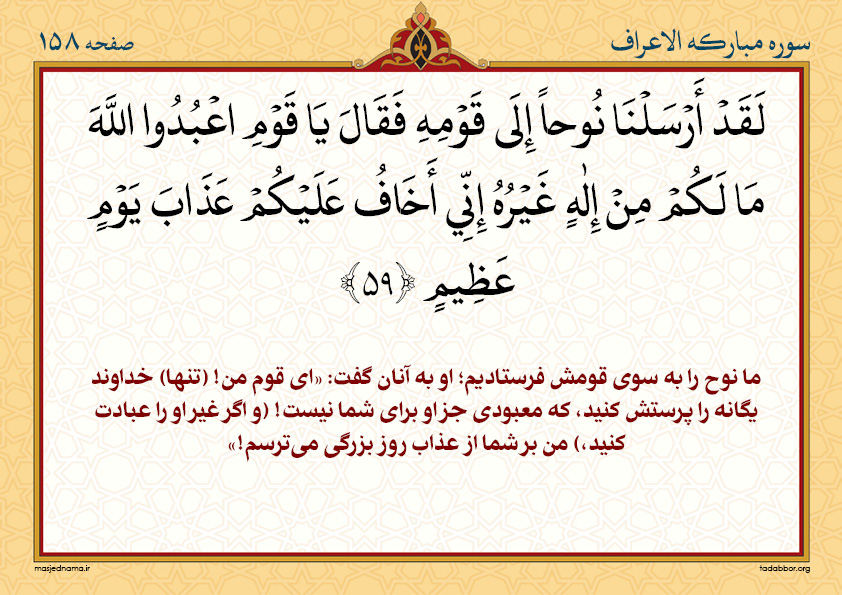 سوره مبارکه الاعراف
صفحه ۱۵۸
لَقَدْ أَرْسَلْنَا نُوحاً إِلَى قَوْمِهِ فَقَالَ يَا قَوْمِ اعْبُدُوا اللَّهَ
مَا لَكُمْ مِنْ إِلٰهٍ غَيْرُهُ إِنِّي أَخَافُ عَلَيْكُمْ عَذَابَ يَوْمٍ
عَظِيمٍ ﴿۵۹﴾
ما نوح را به سوی قومش فرستادیم؛ او به آنان گفت: «ای قوم من! (تنها) خداوند
یگانه را پرستش کنید، که معبودی جز او برای شما نیست! (و اگر غیر او را عبادت
کنید،) من بر شما از عذاب روز بزرگی می‌ترسم!»
masjednama.ir
tadabbor.org